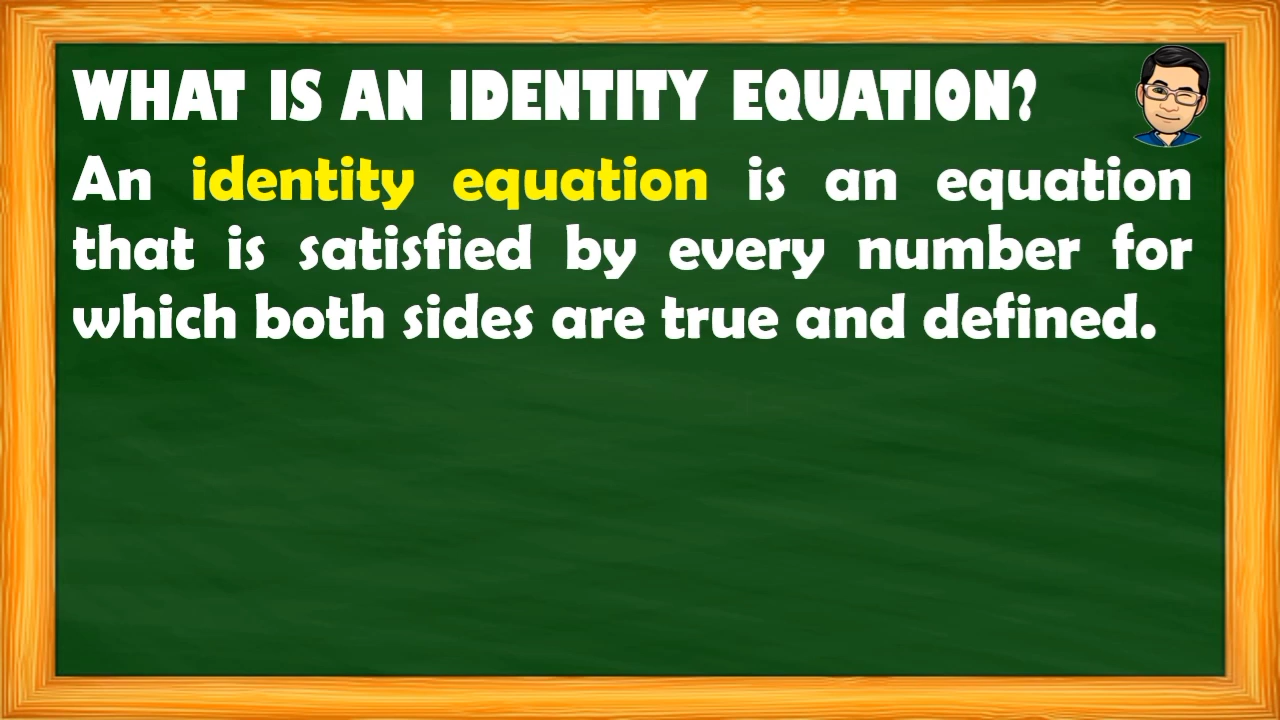 WHAT IS AN IDENTITY EQUATION?
An identity equation is an equation
that is satisfied by every number for
which both sides are true and defined.